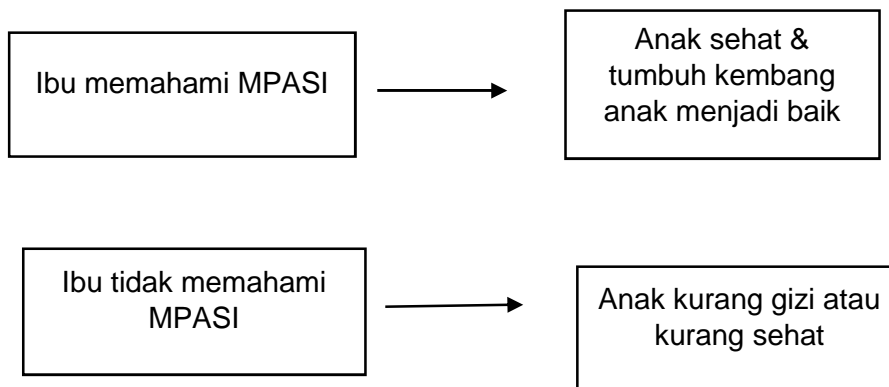 Ibu memahami MPASI
Anak sehat &
tumbuh kembang
anak menjadi baik
Ibu tidak memahami
MPASI
Anak kurang gizi atau
kurang sehat